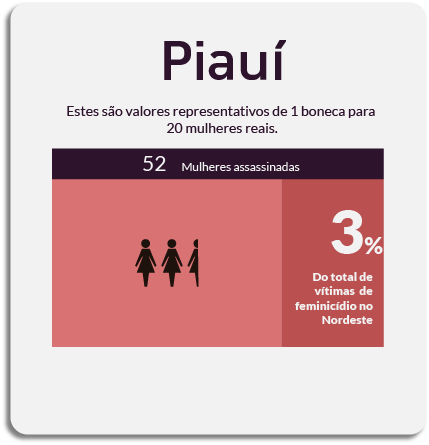 Piauí
Estes são valores representativos de 1 boneca para
20 mulheres reais.
52 Mulheres assassinadas
3%
Do total de
vítimas de
feminicídio no
Nordeste